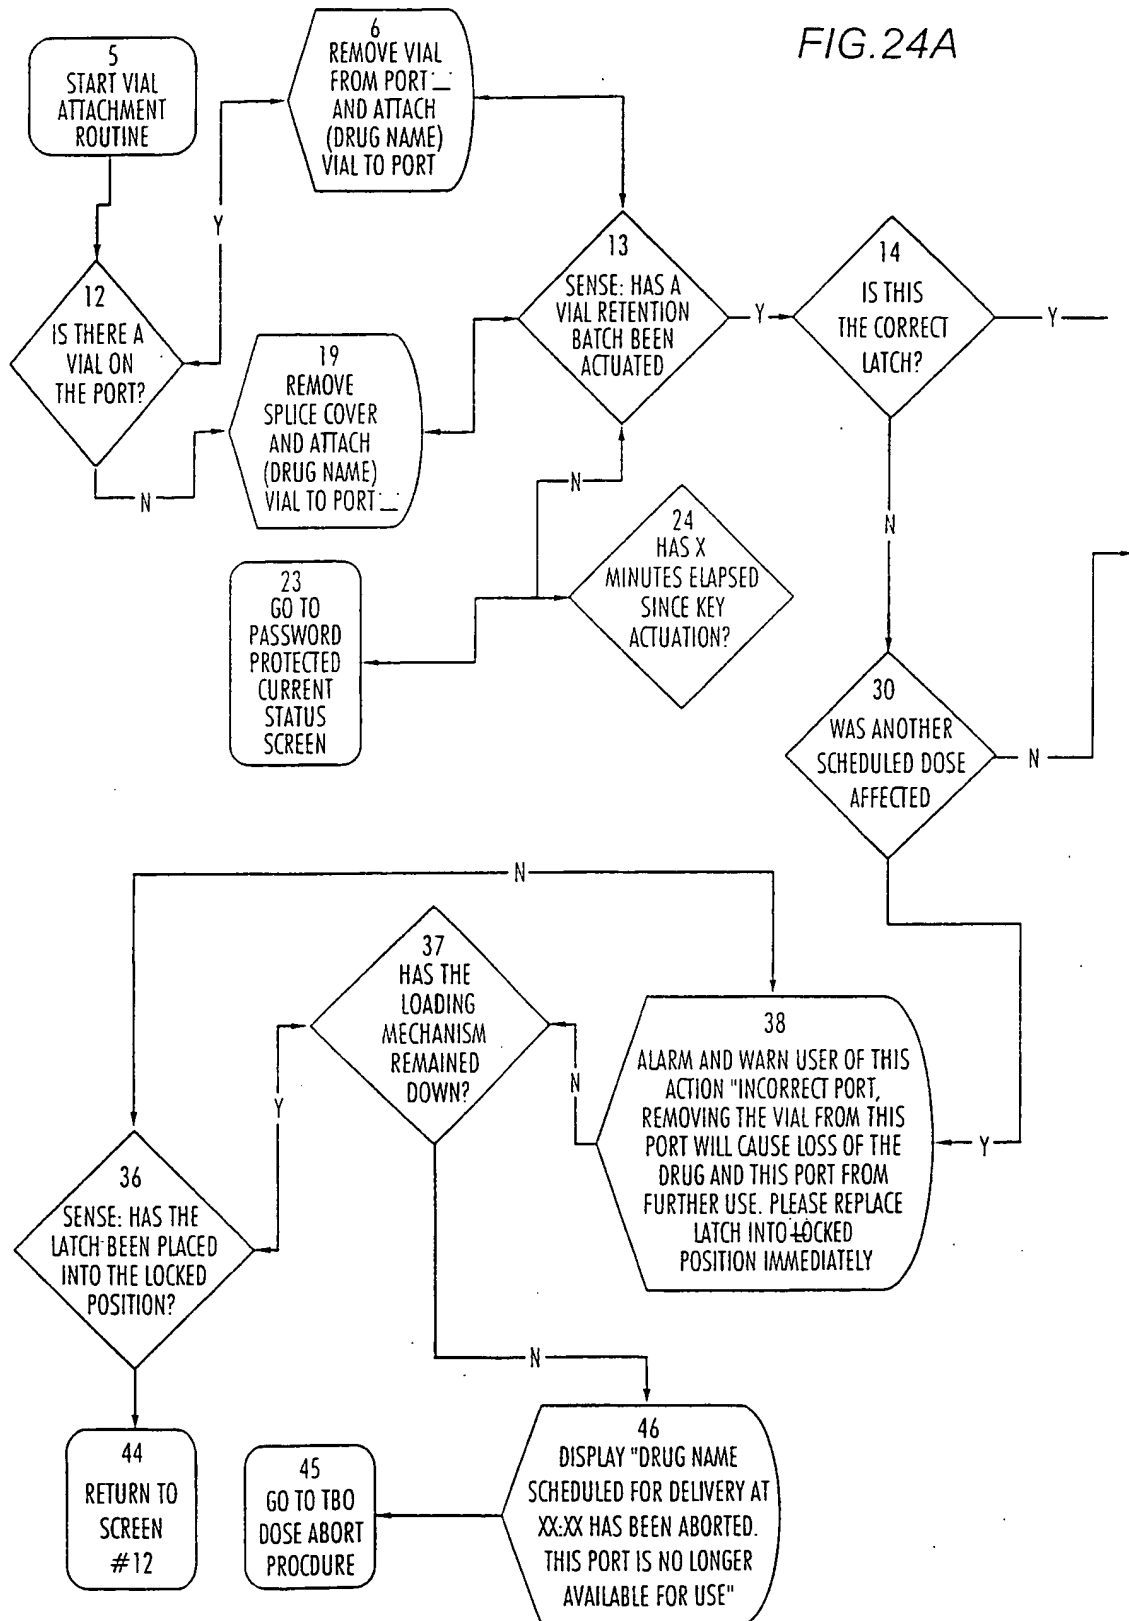 FIG.24A
5
START VIAL
ATTACHMENT
ROUTINE
6
REMOVE VIAL
FROM PORT:__
AND ATTACH
(DRUG NAME)
VIAL TO PORT
Y
12
IS THERE A
VIAL ON
THE PORT?
N
19
REMOVE
SPLICE COVER
AND ATTACH
(DRUG NAME)
VIAL TO PORT:__
13
SENSE: HAS A
VIAL RETENTION
BATCH BEEN
ACTUATED
Y
14
IS THIS
THE CORRECT
LATCH?
Y
N
N
24
HAS X
MINUTES ELAPSED
SINCE KEY
ACTUATION?
23
GO TO
PASSWORD
PROTECTED
CURRENT
STATUS
SCREEN
30
WAS ANOTHER
SCHEDULED DOSE
AFFECTED
N
N
37
HAS THE
LOADING
MECHANISM
REMAINED
DOWN?
Y
N
38
ALARM AND WARN USER OF THIS
ACTION "INCORRECT PORT,
REMOVING THE VIAL FROM THIS
PORT WILL CAUSE LOSS OF THE
DRUG AND THIS PORT FROM
FURTHER USE. PLEASE REPLACE
LATCH INTO LOCKED
POSITION IMMEDIATELY
Y
36
SENSE: HAS THE
LATCH BEEN PLACED
INTO THE LOCKED
POSITION?
N
44
RETURN TO
SCREEN
#12
45
GO TO TBO
DOSE ABORT
PROCDURE
46
DISPLAY "DRUG NAME
SCHEDULED FOR DELIVERY AT
XX:XX HAS BEEN ABORTED.
THIS PORT IS NO LONGER
AVAILABLE FOR USE"